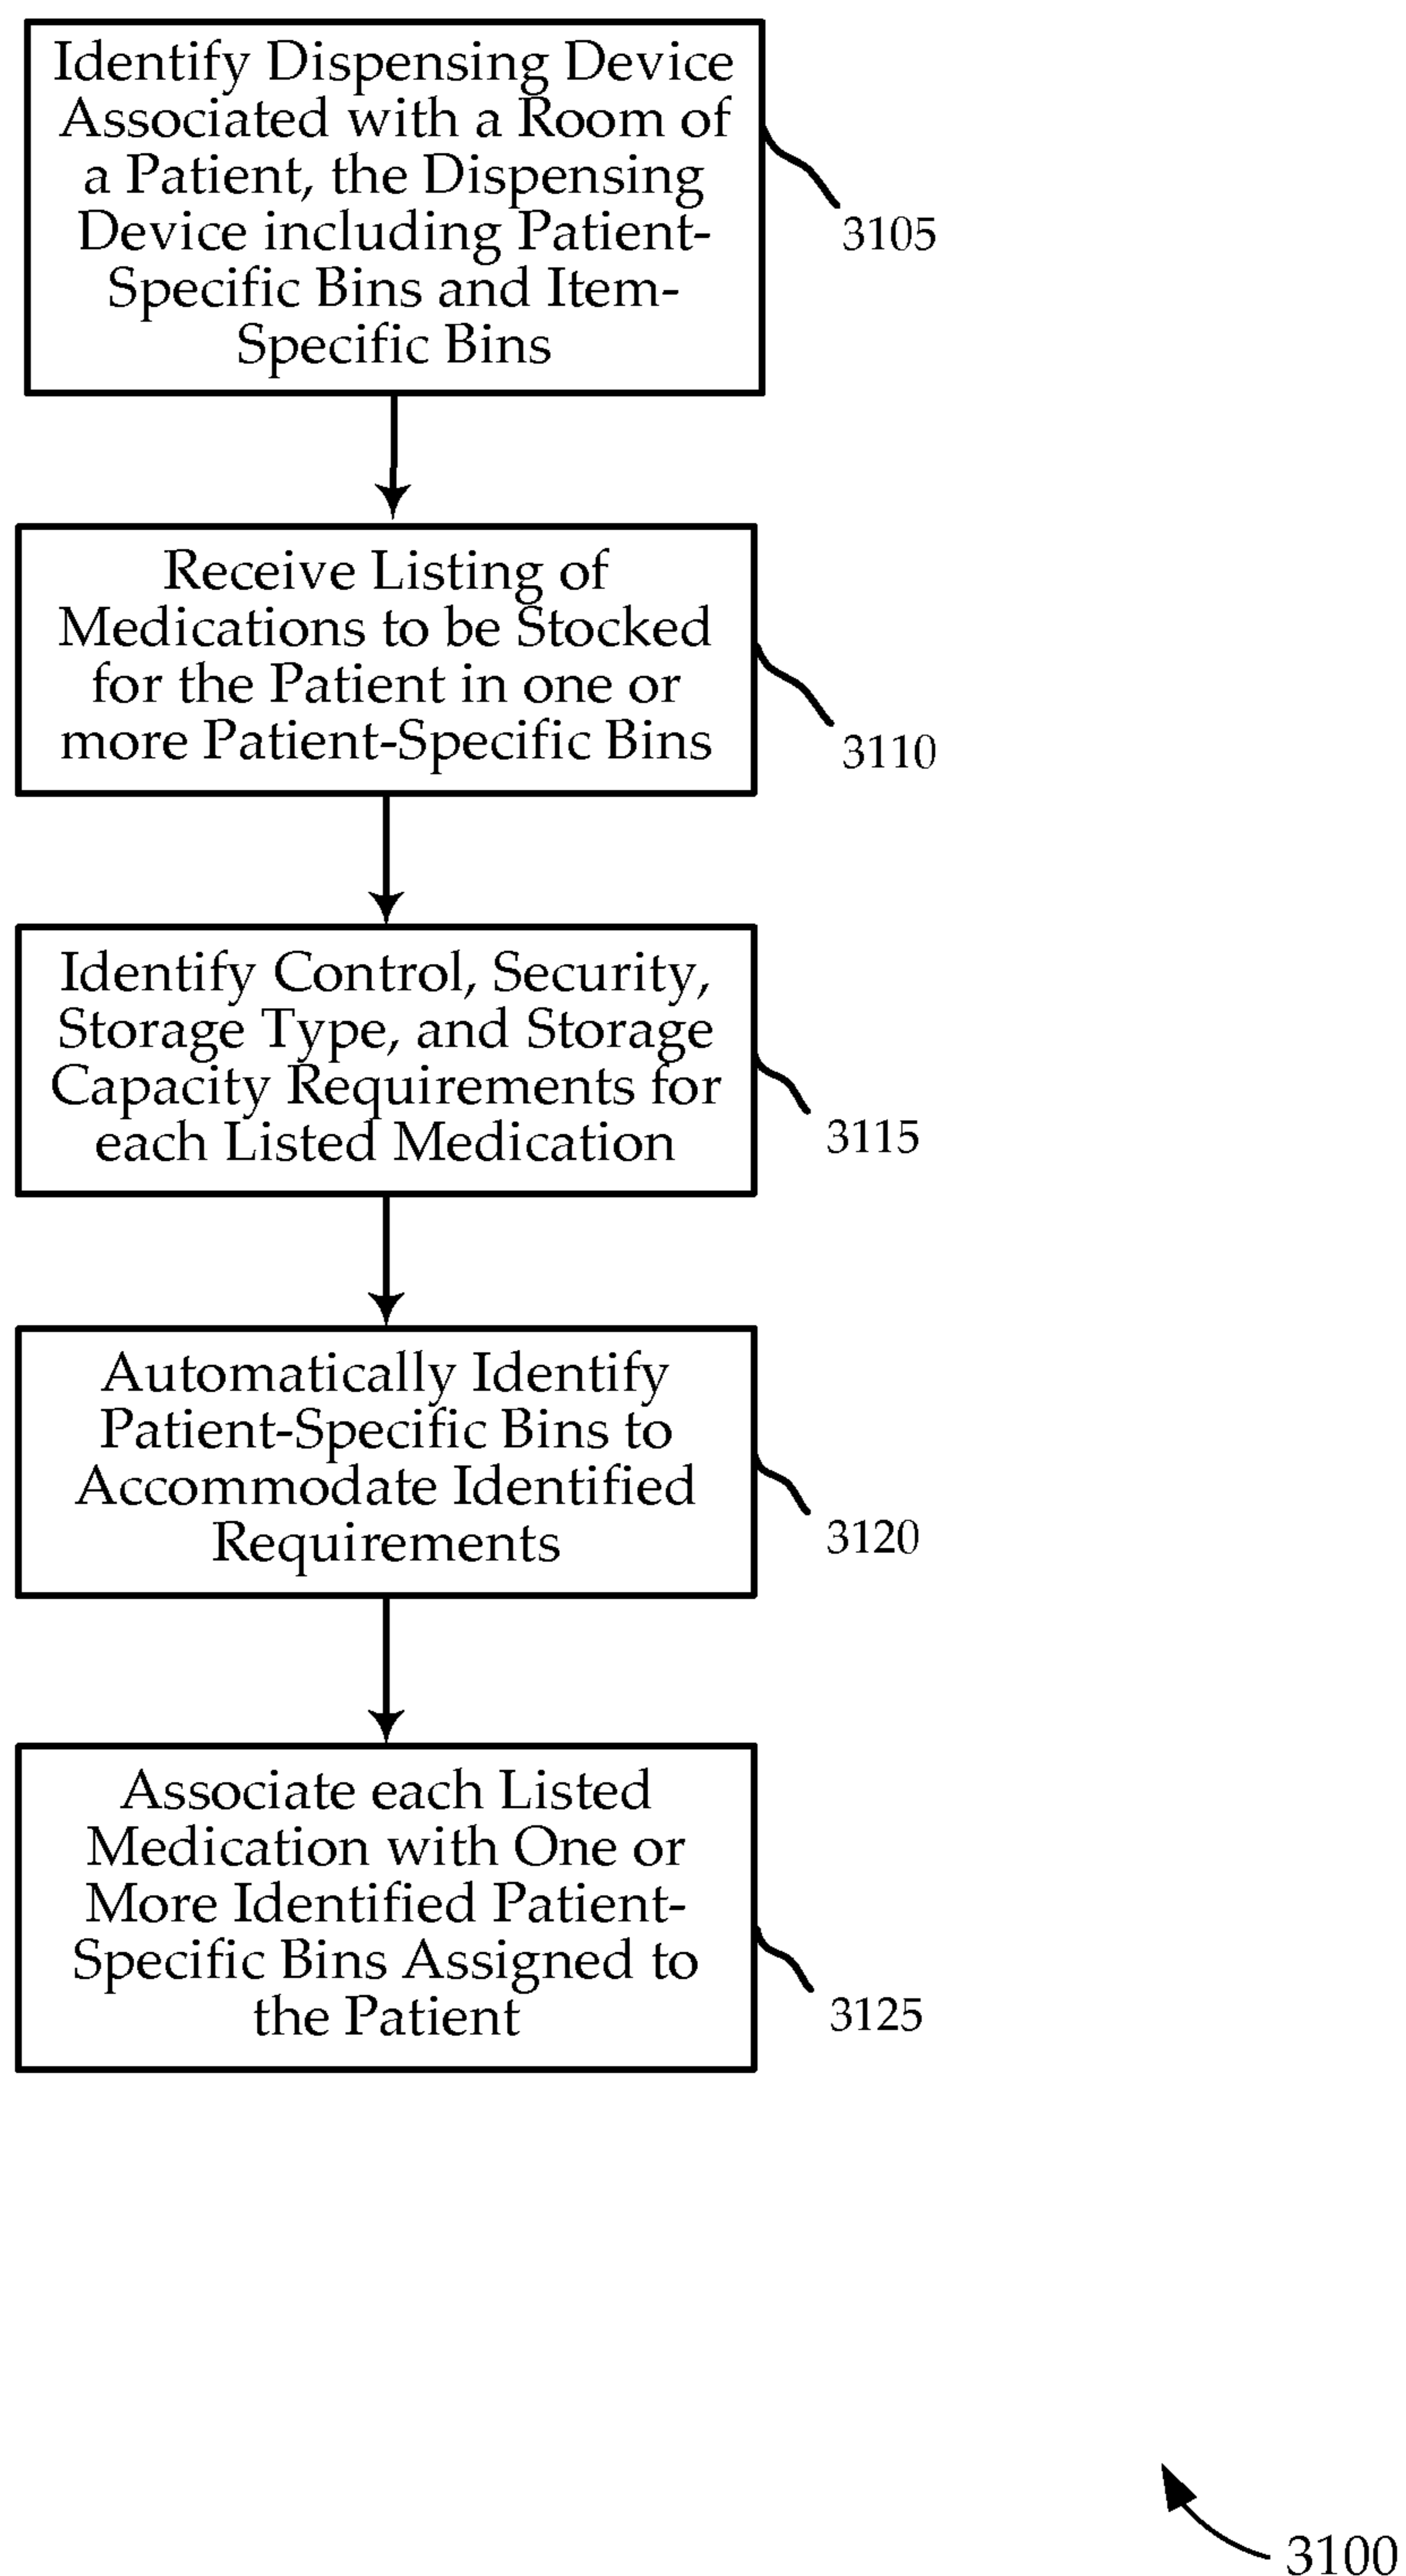 Identify Dispensing Device
Associated with a Room of
a Patient, the Dispensing
Device including Patient-
Specific Bins and Item-
Specific Bins
3105
Receive Listing of
Medications to be Stocked
for the Patient in one or
more Patient-Specific Bins
3110
Identify Control, Security,
Storage Type, and Storage
Capacity Requirements for
each Listed Medication
3115
Automatically Identify
Patient-Specific Bins to
Accommodate Identified
Requirements
3120
Associate each Listed
Medication with One or
More Identified Patient-
Specific Bins Assigned to
the Patient
3125
3100